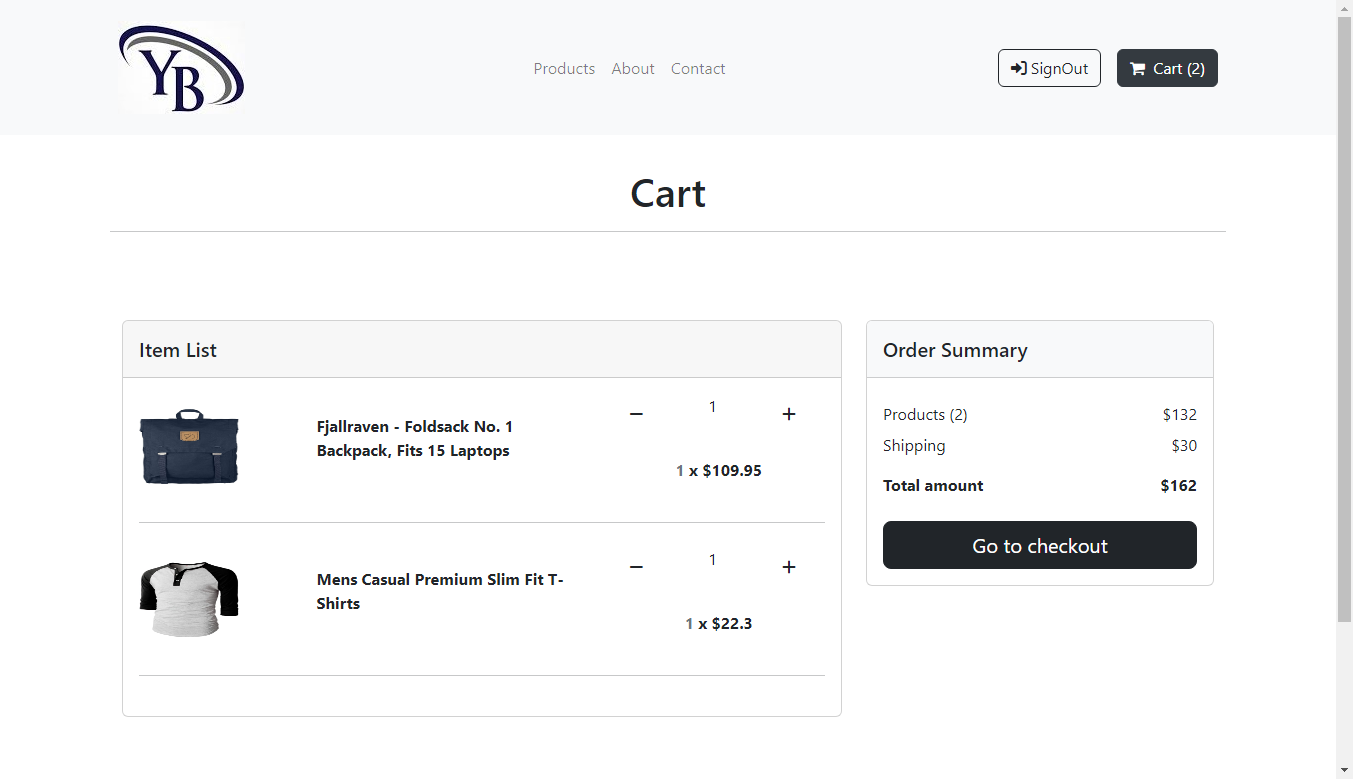 YB
Products About Contact
SignOut
Cart (2)
Cart
Item List
Fjallraven - Foldsack No. 1
Backpack, Fits 15 Laptops
− 1 +
1 x $109.95
Mens Casual Premium Slim Fit T-
Shirts
− 1 +
1 x $22.3
Order Summary
Products (2) $132
Shipping $30
Total amount $162
Go to checkout